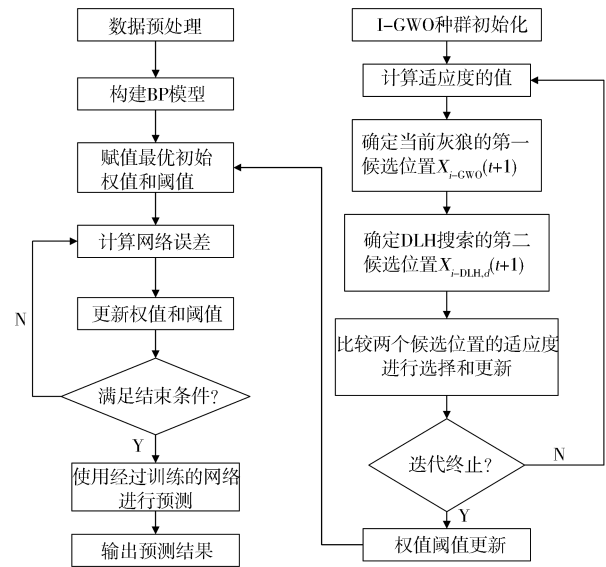 数据预处理
构建BP模型
赋值最优初始
权值和阈值
计算网络误差
更新权值和阈值
N
满足结束条件?
Y
使用经过训练的网络
进行预测
输出预测结果
I-GWO种群初始化
计算适应度的值
确定当前灰狼的第一
候选位置Xi-GWO(t+1)
确定DLH搜索的第二
候选位置Xi-DLH,d(t+1)
比较两个候选位置的适应度
进行选择和更新
迭代终止?
N
Y
权值阈值更新